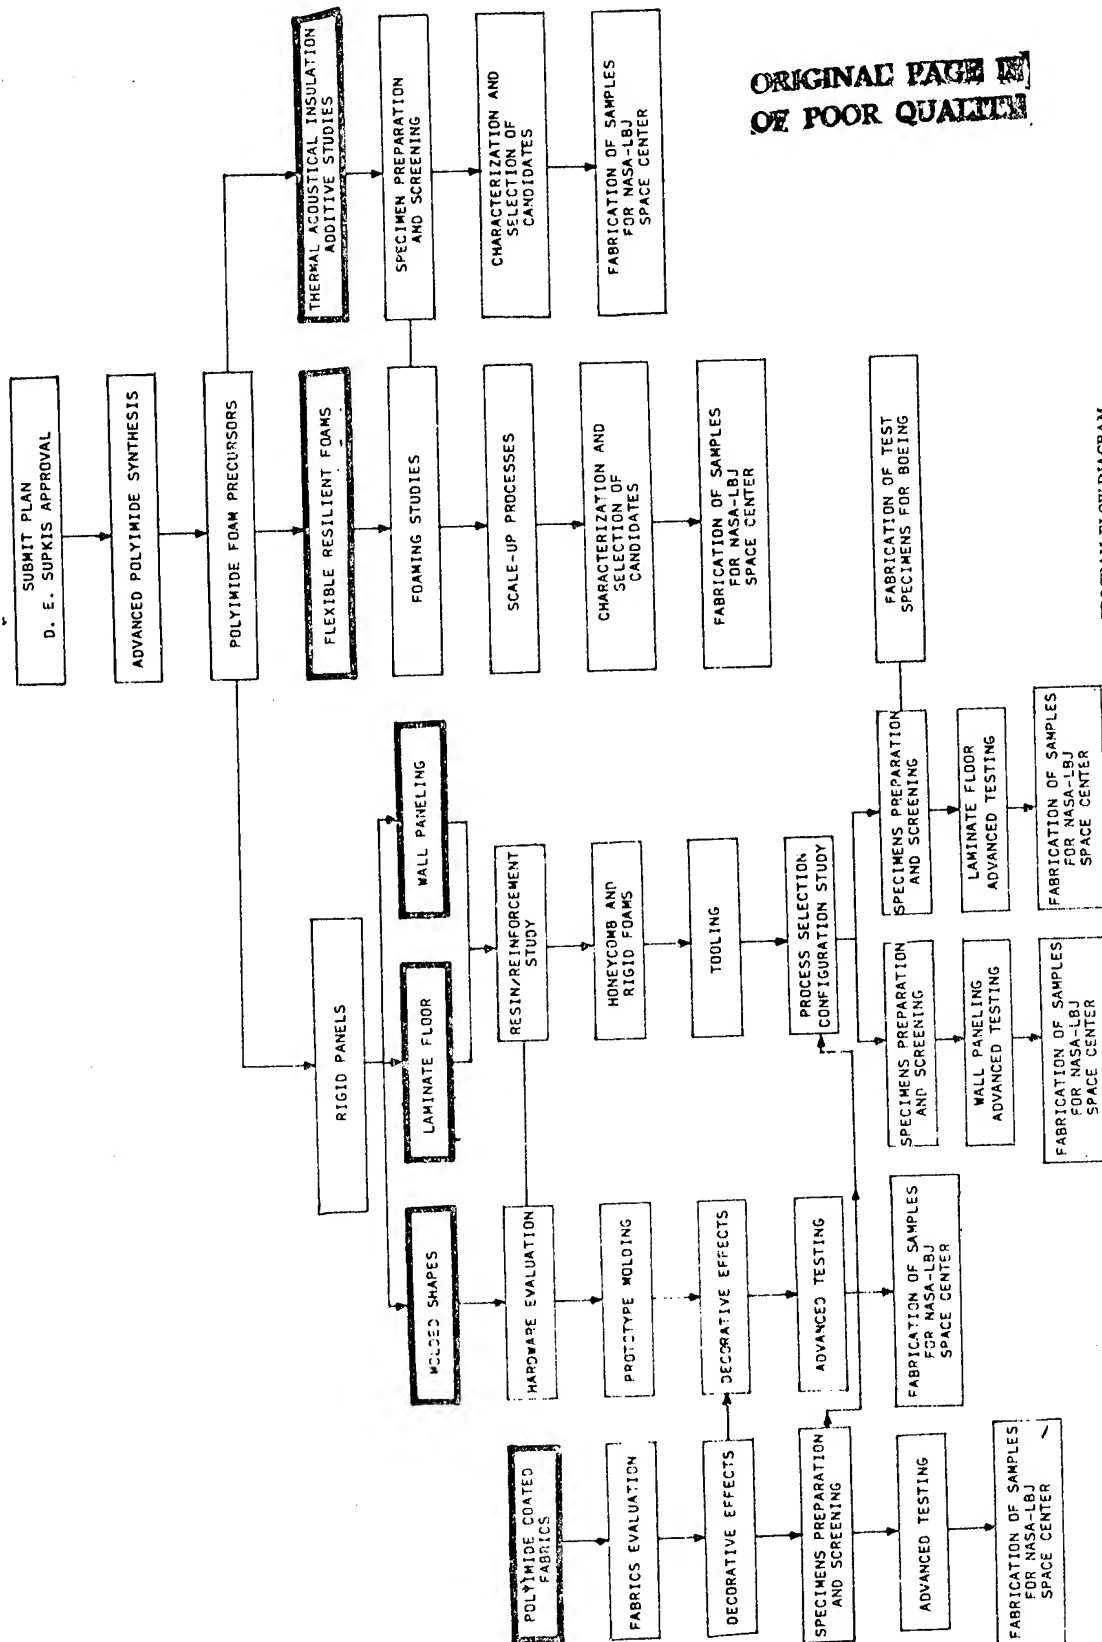 ORIGINAL PAGE IS
OF POOR QUALITY
SUBMIT PLAN
D. E. SUPKIS APPROVAL
ADVANCED POLYIMIDE SYNTHESIS
POLYIMIDE FOAM PRECURSORS
THERMAL ACOUSTICAL INSULATION
ADDITIVE STUDIES
SPECIMEN PREPARATION
AND SCREENING
CHARACTERIZATION AND
SELECTION OF
CANDIDATES
FABRICATION OF SAMPLES
FOR NASA-LBJ
SPACE CENTER
FLEXIBLE RESILIENT FOAMS
FOAMING STUDIES
SCALE-UP PROCESSES
CHARACTERIZATION AND
SELECTION OF
CANDIDATES
FABRICATION OF SAMPLES
FOR NASA-LBJ
SPACE CENTER
RIGID PANELS
WALL PANELING
LAMINATE FLOOR
MOLDED SHAPES
RESIN/REINFORCEMENT
STUDY
HONEYCOMB AND
RIGID FOAMS
TOOLING
PROCESS SELECTION
CONFIGURATION STUDY
FABRICATION OF TEST
SPECIMENS FOR BOEING
SPECIMENS PREPARATION
AND SCREENING
LAMINATE FLOOR
ADVANCED TESTING
FABRICATION OF SAMPLES
FOR NASA-LBJ
SPACE CENTER
SPECIMENS PREPARATION
AND SCREENING
WALL PANELING
ADVANCED TESTING
FABRICATION OF SAMPLES
FOR NASA-LBJ
SPACE CENTER
HARDWARE EVALUATION
PROTOTYPE MOLDING
DECORATIVE EFFECTS
ADVANCED TESTING
FABRICATION OF SAMPLES
FOR NASA-LBJ
SPACE CENTER
POLYIMIDE COATED
FABRICS
FABRICS EVALUATION
DECORATIVE EFFECTS
SPECIMENS PREPARATION
AND SCREENING
ADVANCED TESTING
FABRICATION OF SAMPLES
FOR NASA-LBJ
SPACE CENTER